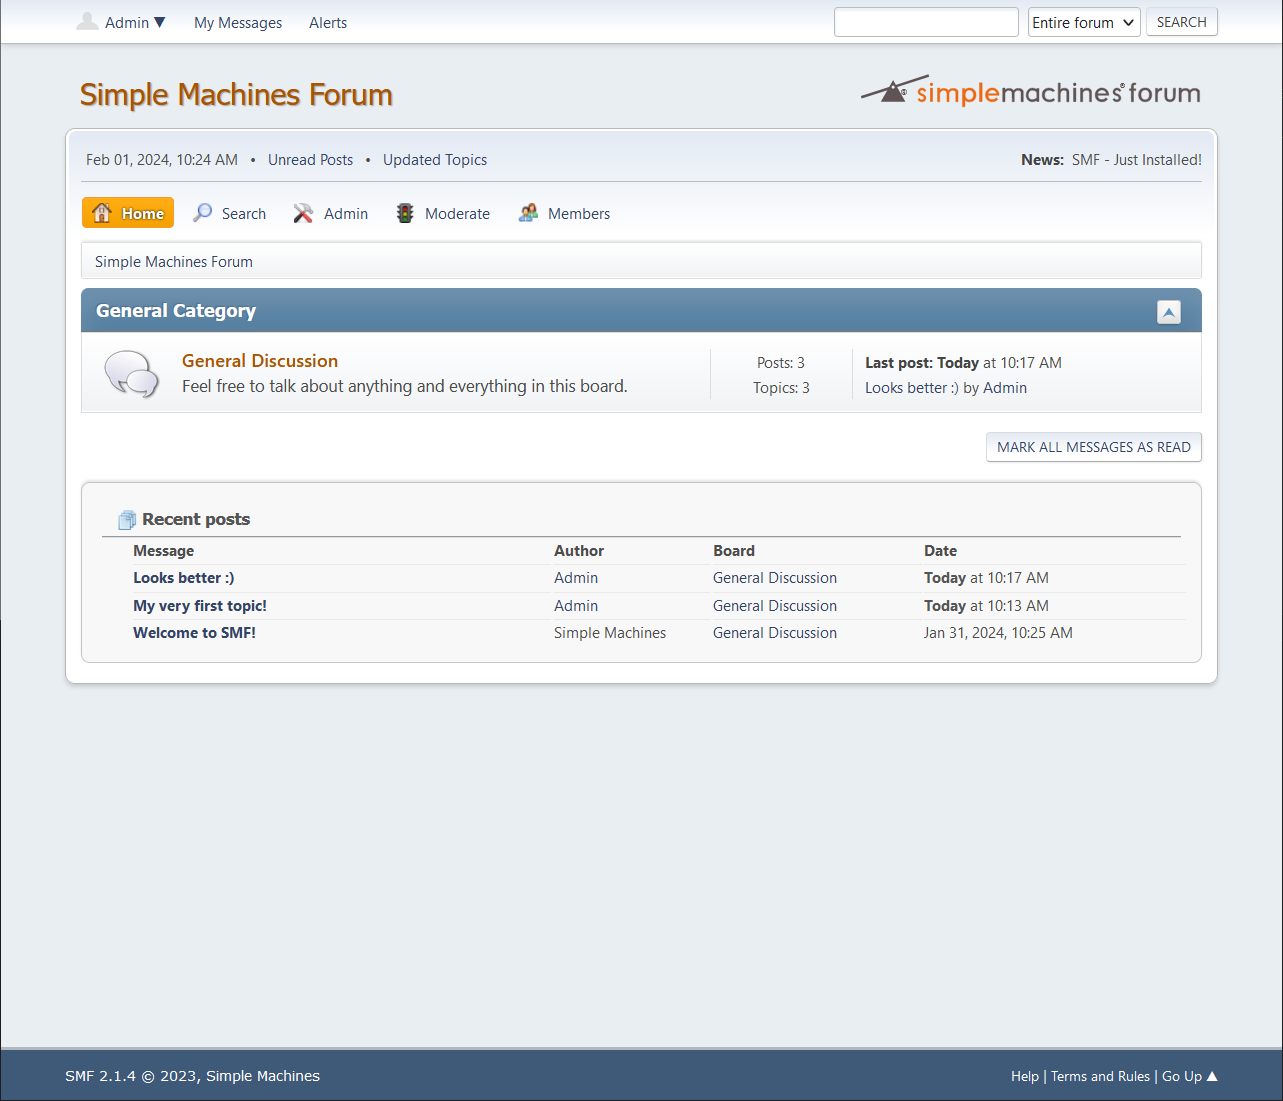 Admin ▼ My Messages Alerts Entire forum SEARCH
Simple Machines Forum
simplemachines® forum
Feb 01, 2024, 10:24 AM • Unread Posts • Updated Topics News: SMF - Just Installed!
Home Search Admin Moderate Members
Simple Machines Forum
General Category
General Discussion
Feel free to talk about anything and everything in this board.
Posts: 3
Topics: 3
Last post: Today at 10:17 AM
Looks better :) by Admin
MARK ALL MESSAGES AS READ
Recent posts
Message Author Board Date
Looks better :) Admin General Discussion Today at 10:17 AM
My very first topic! Admin General Discussion Today at 10:13 AM
Welcome to SMF! Simple Machines General Discussion Jan 31, 2024, 10:25 AM
SMF 2.1.4 © 2023, Simple Machines Help | Terms and Rules | Go Up ▲